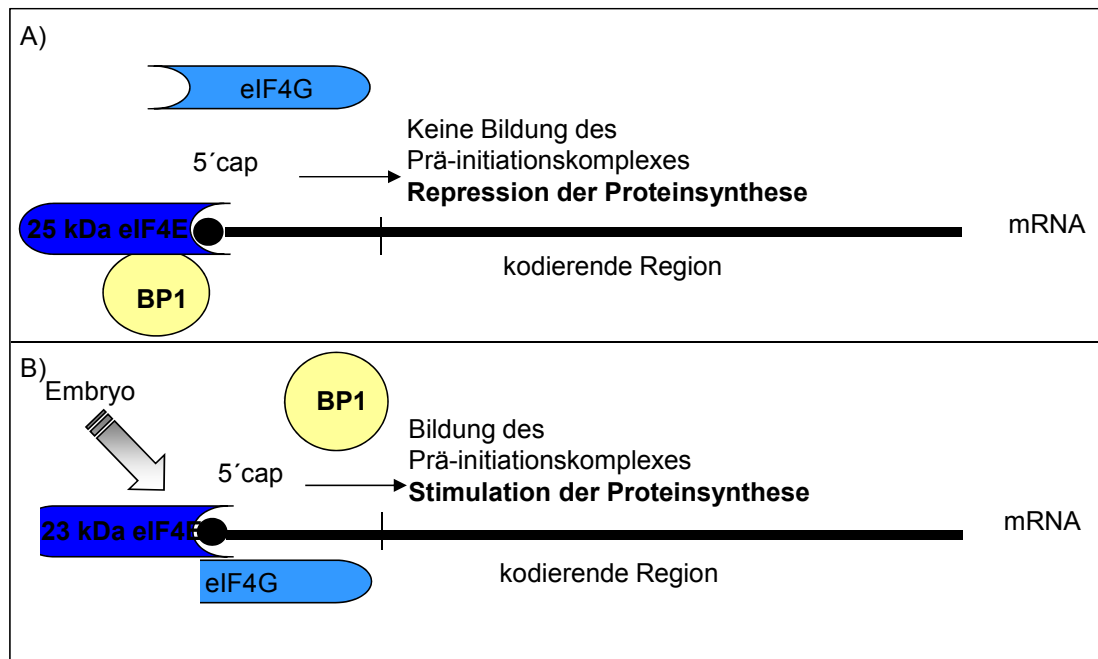 A)
eIF4G
Keine Bildung des
Prä-initiationskomplexes
Repression der Proteinsynthese
5´cap
25 kDa eIF4E
mRNA
kodierende Region
BP1
B)
Embryo
BP1
Bildung des
Prä-initiationskomplexes
Stimulation der Proteinsynthese
5´cap
23 kDa eIF4E
mRNA
eIF4G
kodierende Region